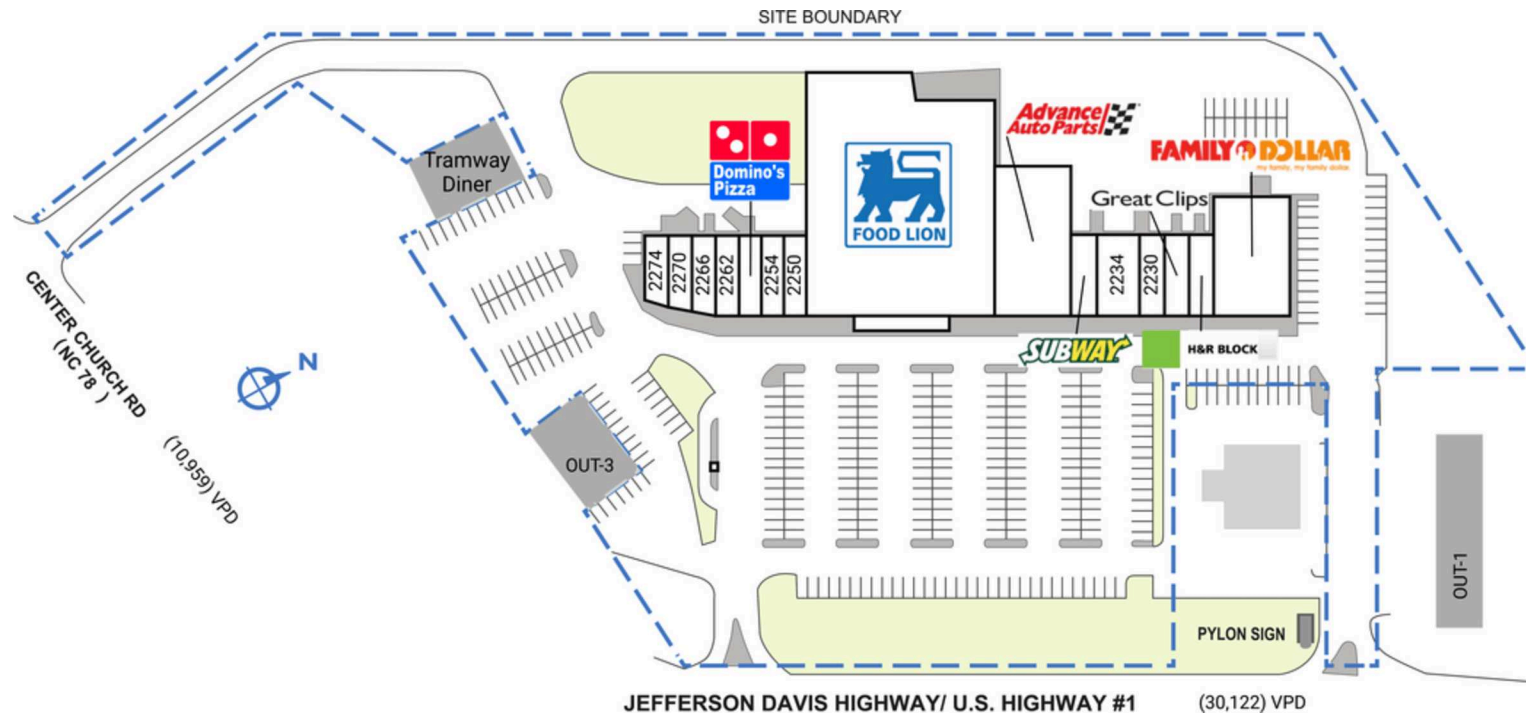 SITE BOUNDARY
Advance
Auto Parts
FAMILY DOLLAR
my family, my family dollar.
Tramway
Diner
Domino's
Pizza
FOOD LION
Great Clips
2274
2270
2266
2262
2254
2250
2234
2230
CENTER CHURCH RD
( NC 78 )
(10,959) VPD
N
SUBWAY
H&R BLOCK
OUT-3
OUT-1
PYLON SIGN
JEFFERSON DAVIS HIGHWAY/ U.S. HIGHWAY #1
(30,122) VPD